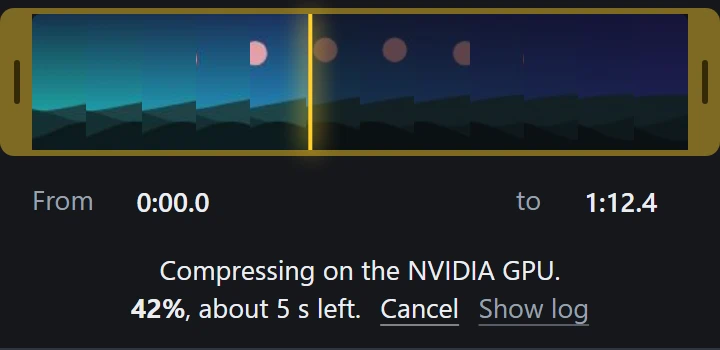 From 0:00.0 to 1:12.4
Compressing on the NVIDIA GPU.
42%, about 5 s left. Cancel Show log